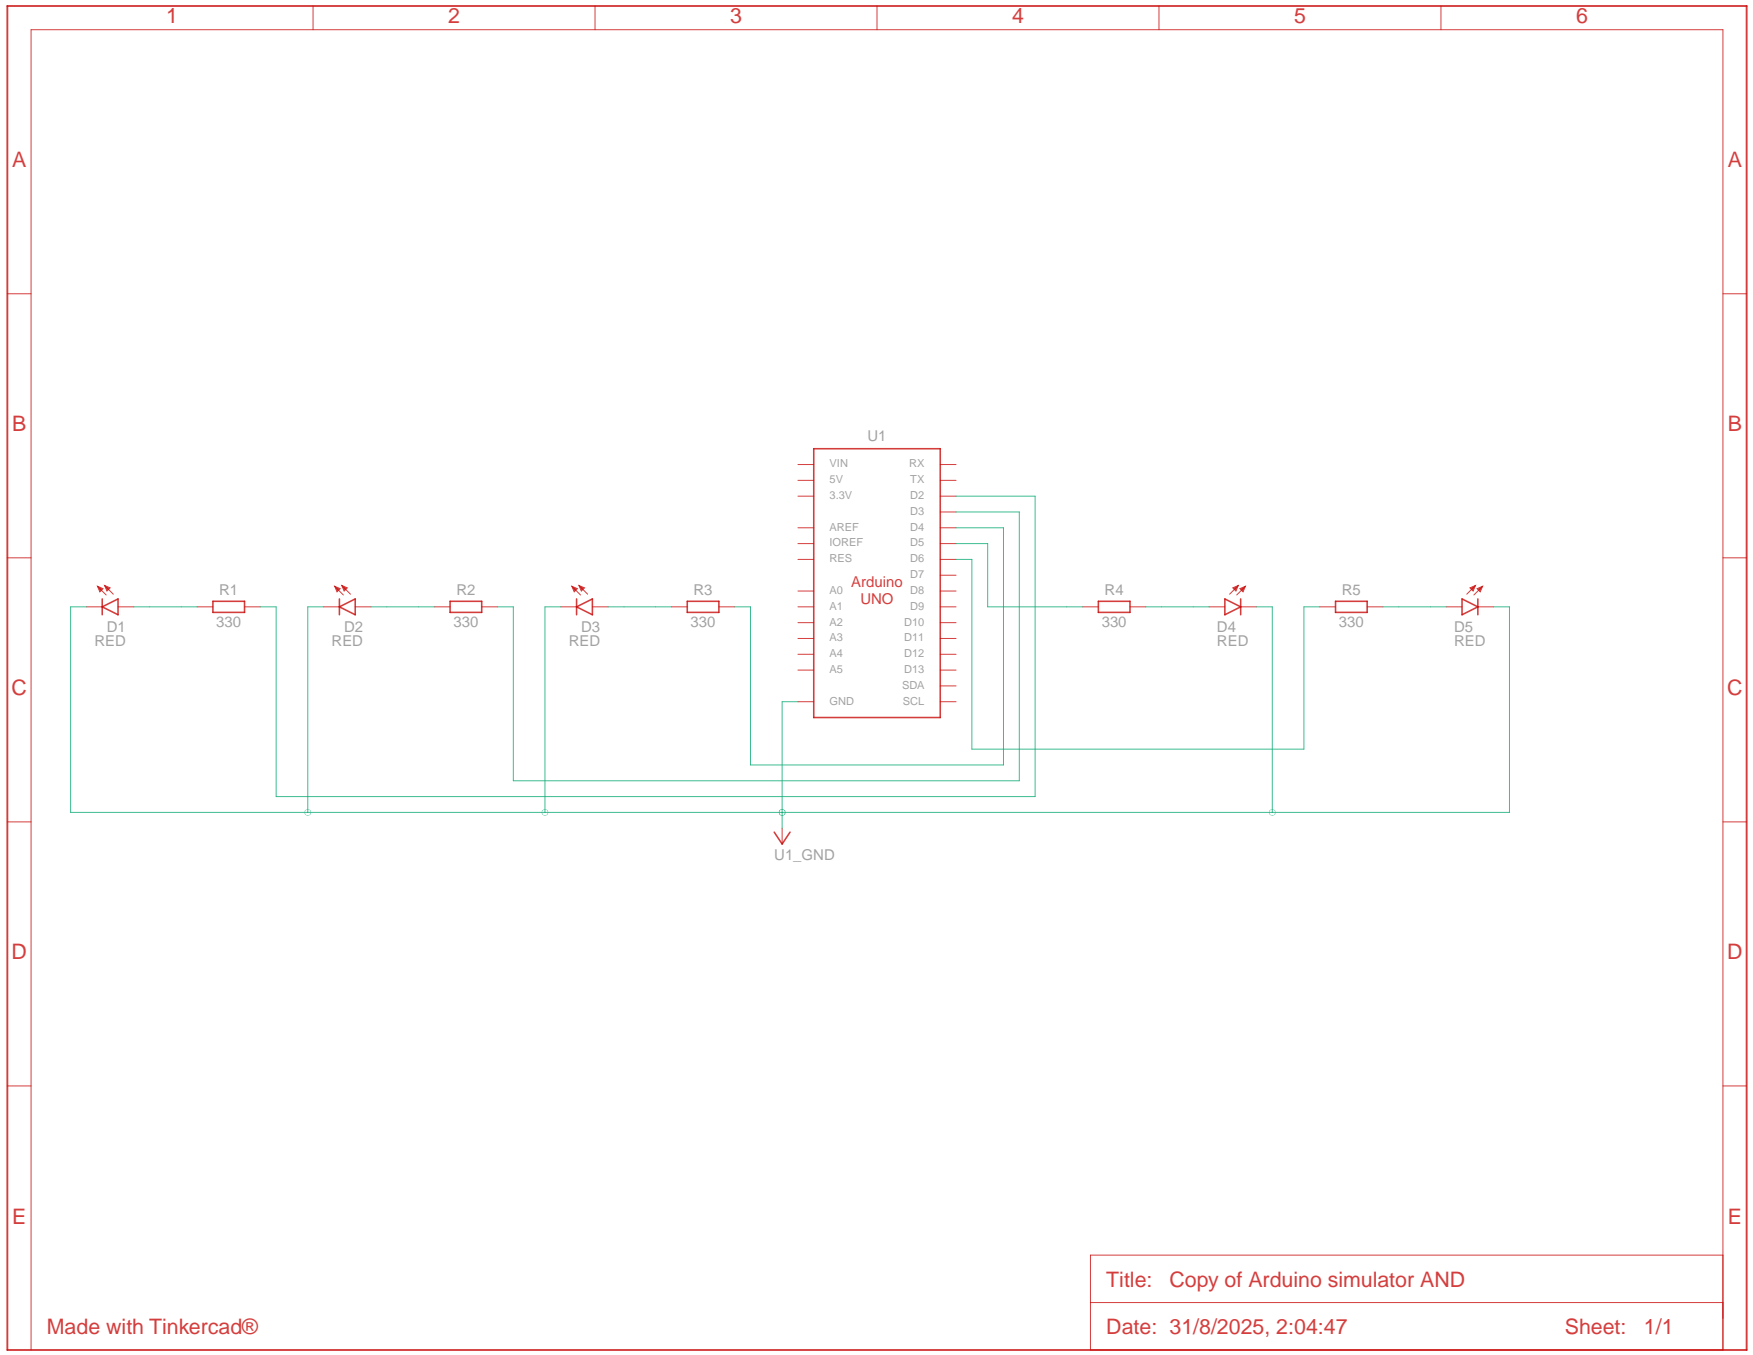 1 2 3 4 5 6
A A
B B
U1
VIN RX
5V TX
3.3V D2
D3
AREF D4
IOREF D5
RES D6
D7
Arduino
UNO
A0 D8
A1 D9
A2 D10
A3 D11
A4 D12
A5 D13
SDA
GND SCL
R1 R2 R3 R4 R5
330 330 330 330 330
D1 D2 D3 D4 D5
RED RED RED RED RED
C C
U1_GND
D D
E E
Title: Copy of Arduino simulator AND
Made with Tinkercad®
Date: 31/8/2025, 2:04:47 Sheet: 1/1